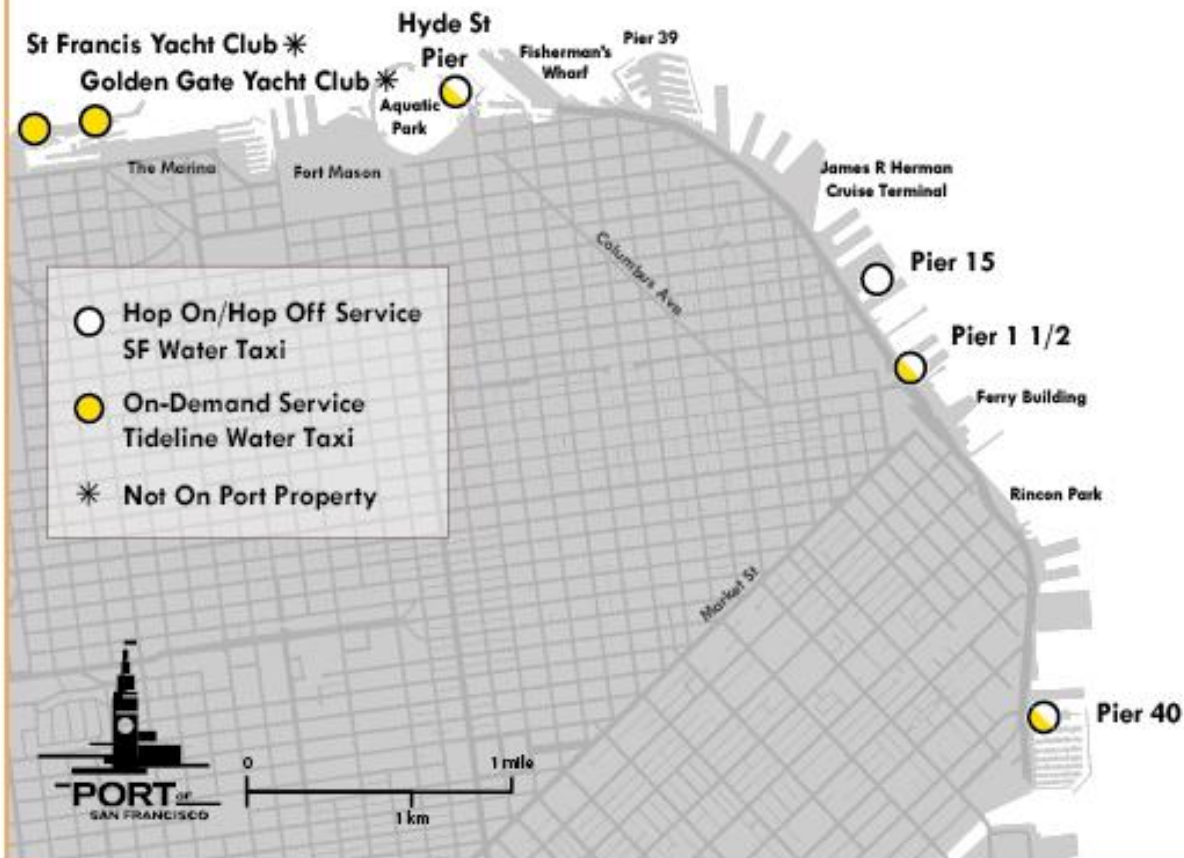 St Francis Yacht Club ✳
Golden Gate Yacht Club ✳
Hyde St
Pier
Aquatic
Park
Fisherman's
Wharf
Pier 39
The Marina
Fort Mason
James R Herman
Cruise Terminal
Columbus Ave
Pier 15
Pier 1 1/2
Ferry Building
Rincon Park
Market St
Pier 40
Hop On/Hop Off Service
SF Water Taxi
On-Demand Service
Tideline Water Taxi
✳ Not On Port Property
PORT OF
SAN FRANCISCO
0
1 mile
1 km